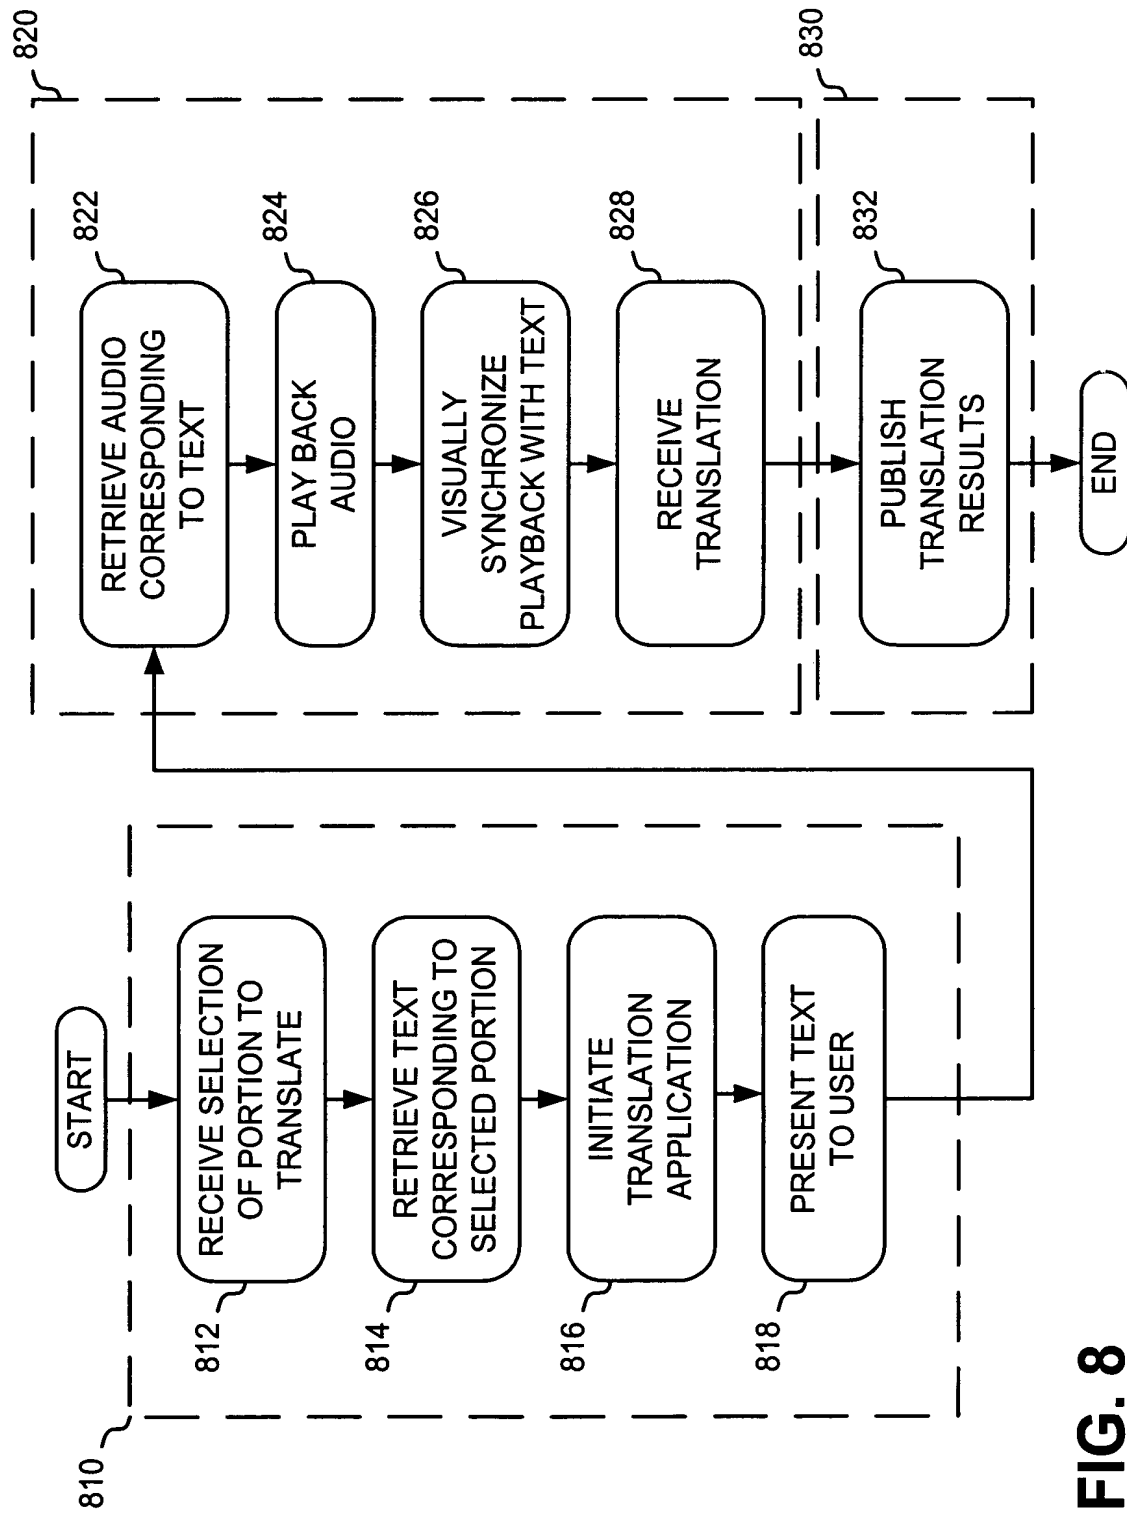 START
810
RECEIVE SELECTION
OF PORTION TO
TRANSLATE
812
RETRIEVE TEXT
CORRESPONDING TO
SELECTED PORTION
814
INITIATE
TRANSLATION
APPLICATION
816
PRESENT TEXT
TO USER
818
820
RETRIEVE AUDIO
CORRESPONDING
TO TEXT
822
PLAY BACK
AUDIO
824
VISUALLY
SYNCHRONIZE
PLAYBACK WITH TEXT
826
RECEIVE
TRANSLATION
828
830
PUBLISH
TRANSLATION
RESULTS
832
END
FIG. 8